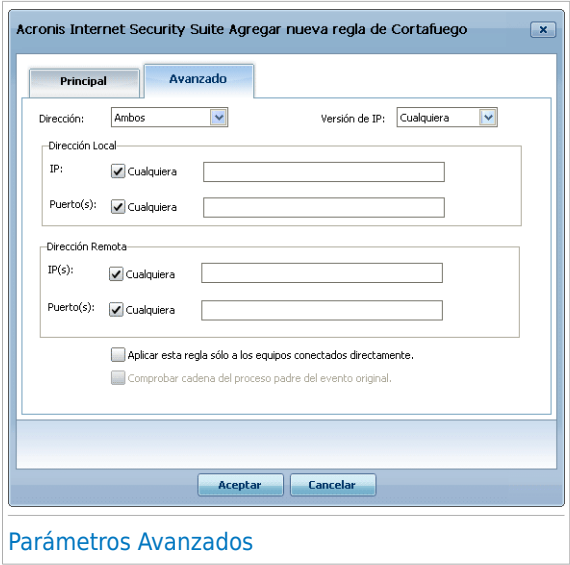 Acronis Internet Security Suite Agregar nueva regla de Cortafuego
Principal
Avanzado
Dirección: Ambos Versión de IP: Cualquiera
Dirección Local
IP: Cualquiera
Puerto(s): Cualquiera
Dirección Remota
IP(s): Cualquiera
Puerto(s): Cualquiera
Aplicar esta regla sólo a los equipos conectados directamente.
Comprobar cadena del proceso padre del evento original.
Aceptar Cancelar
Parámetros Avanzados